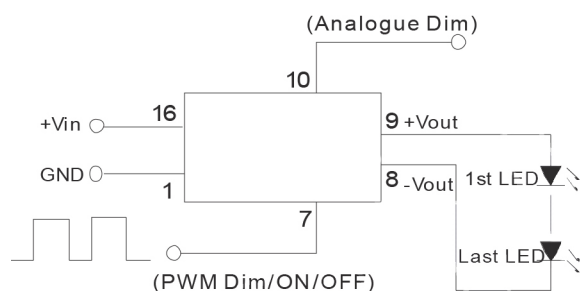 (Analogue Dim)
10
16
+Vin
9 +Vout
GND
1
8 -Vout
1st LED
7
Last LED
(PWM Dim/ON/OFF)